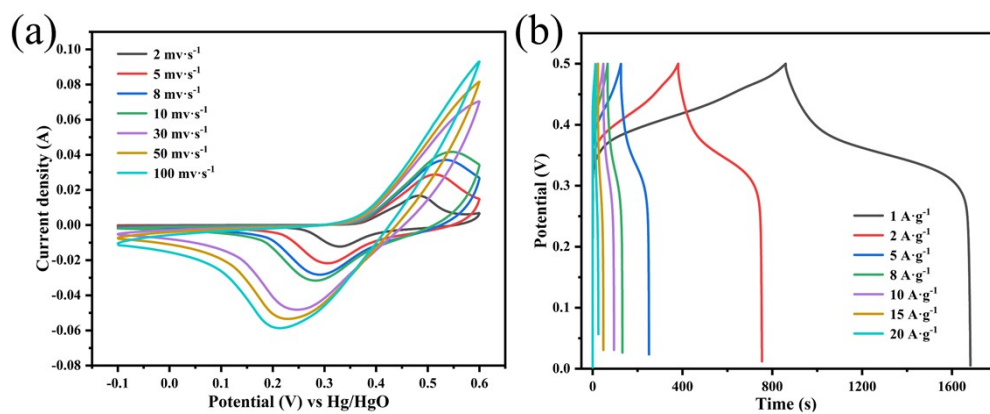 (a)
0.10
0.08
0.06
0.04
0.02
0.00
-0.02
-0.04
-0.06
-0.08
Current density (A)
2 mv·s⁻¹
5 mv·s⁻¹
8 mv·s⁻¹
10 mv·s⁻¹
30 mv·s⁻¹
50 mv·s⁻¹
100 mv·s⁻¹
-0.1 0.0 0.1 0.2 0.3 0.4 0.5 0.6
Potential (V) vs Hg/HgO
(b)
0.5
0.4
0.3
0.2
0.1
0.0
Potential (V)
1 A·g⁻¹
2 A·g⁻¹
5 A·g⁻¹
8 A·g⁻¹
10 A·g⁻¹
15 A·g⁻¹
20 A·g⁻¹
0 400 800 1200 1600
Time (s)